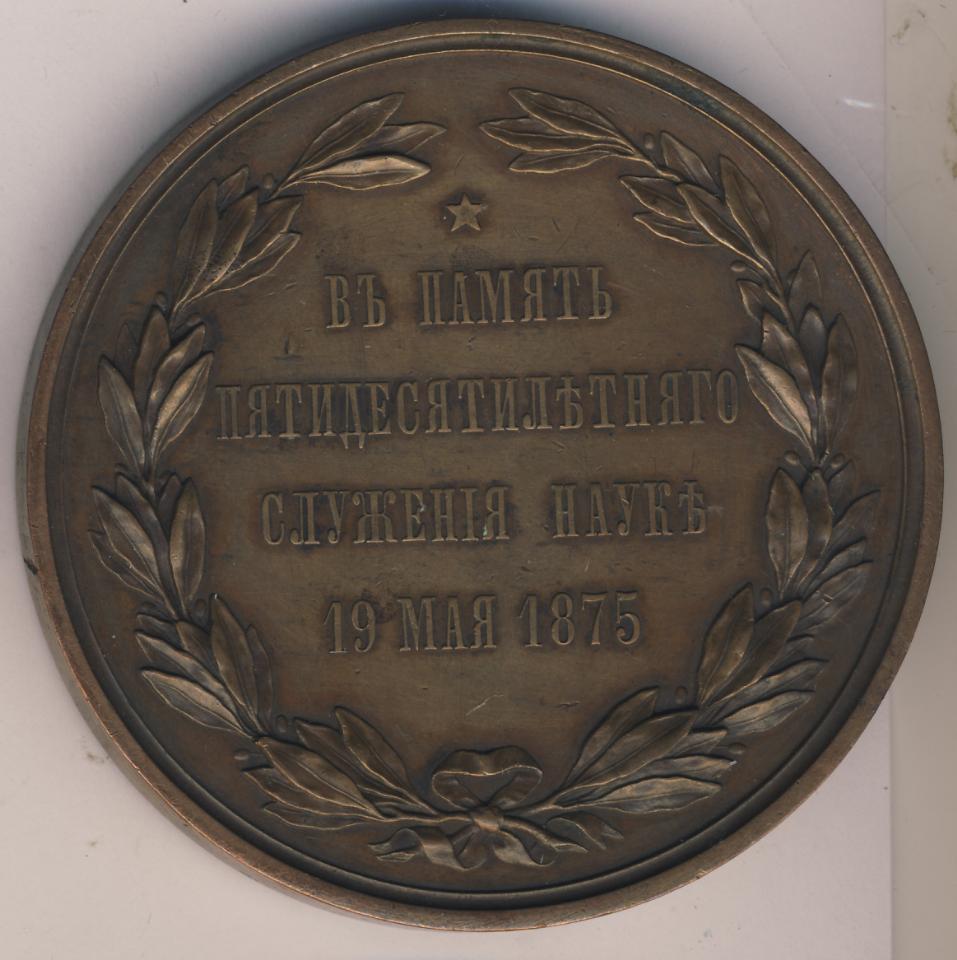 ВЪ ПАМЯТЬ
ПЯТИДЕСЯТИЛѢТНЯГО
СЛУЖЕНІЯ НАУКѢ
19 МАЯ 1875